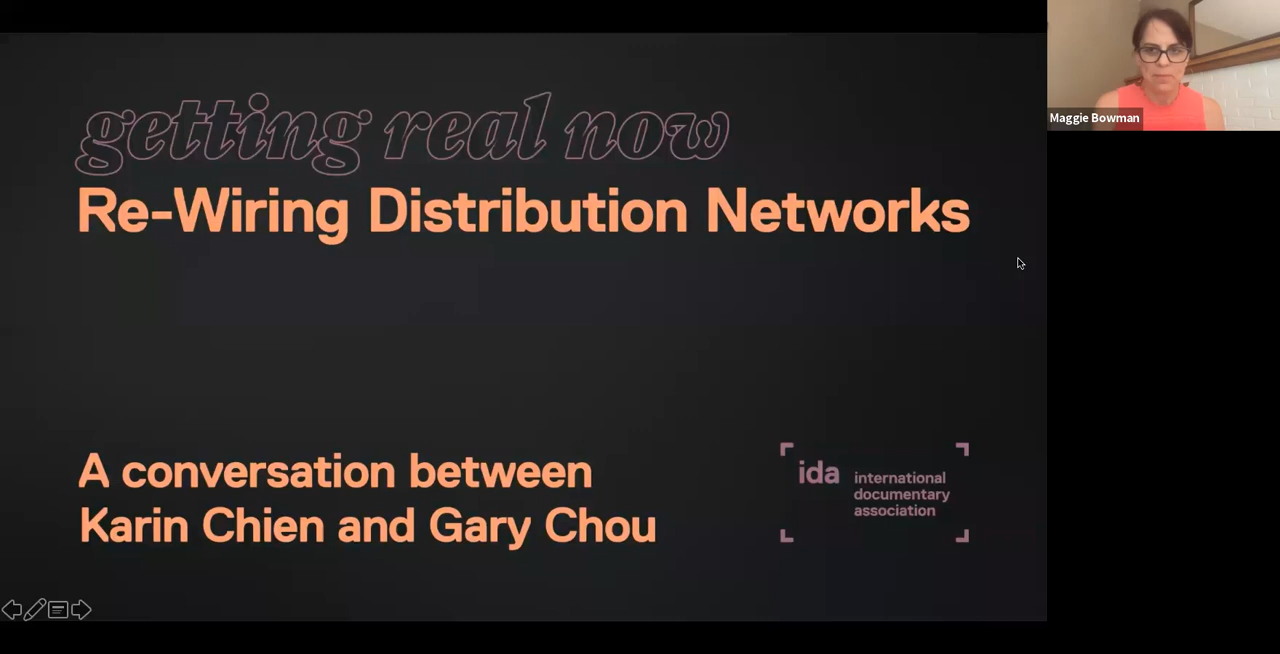 getting real now
Re-Wiring Distribution Networks
A conversation between
Karin Chien and Gary Chou
ida
international
documentary
association
Maggie Bowman